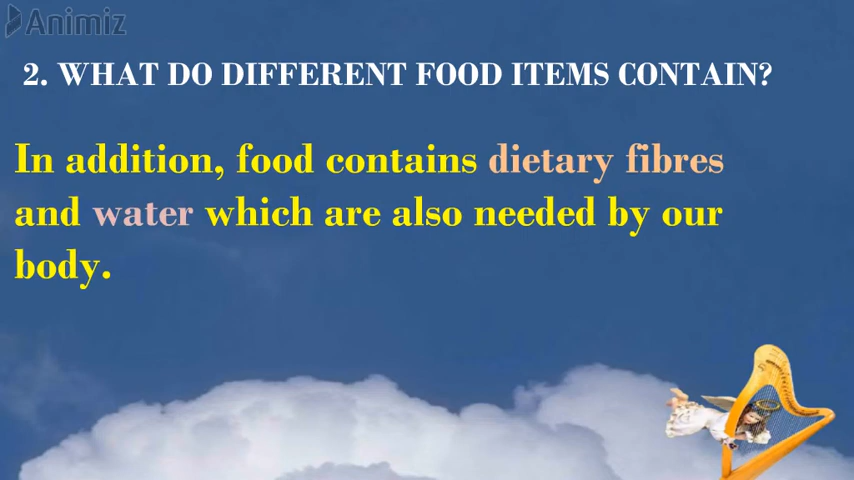 Animiz
2. WHAT DO DIFFERENT FOOD ITEMS CONTAIN?
In addition, food contains dietary fibres
and water which are also needed by our
body.